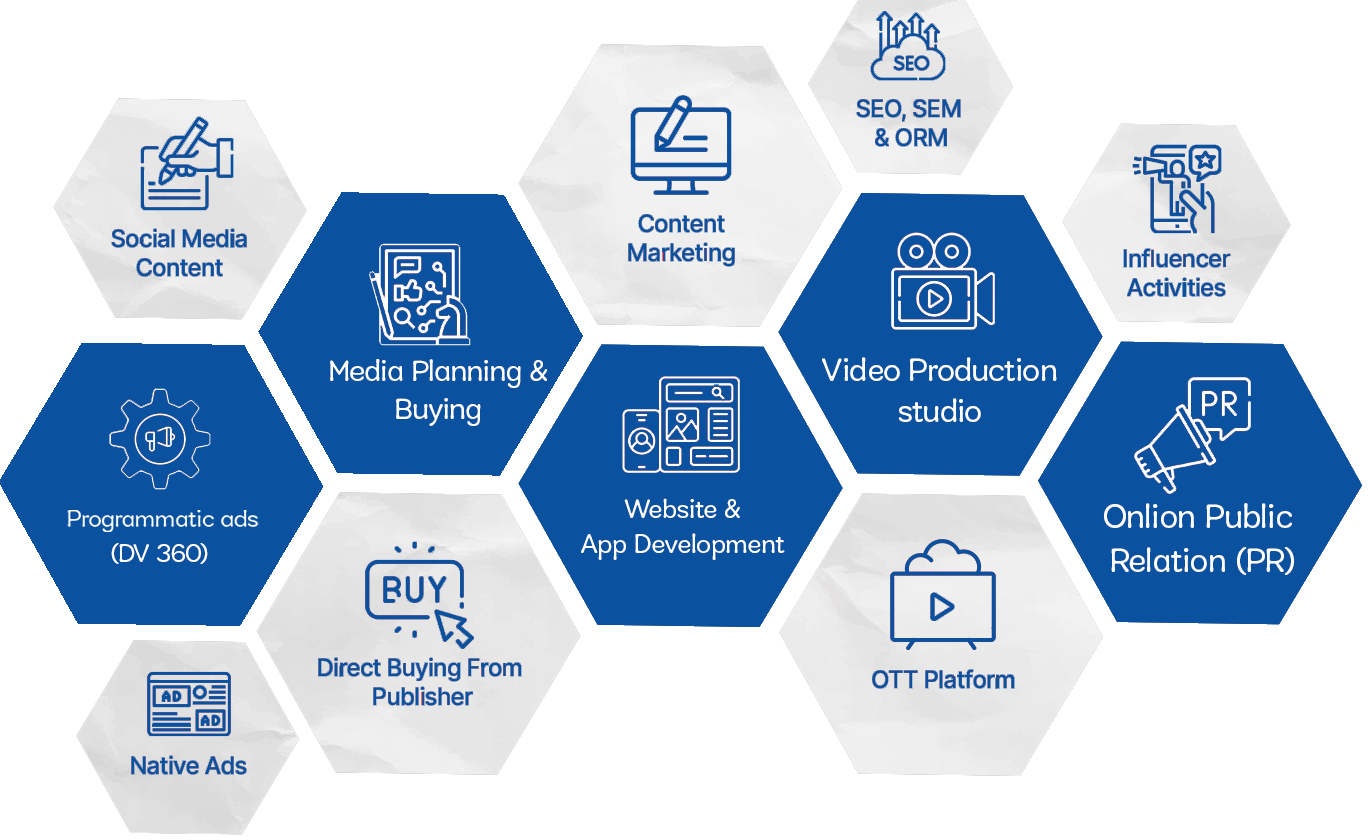 SEO
SEO, SEM
& ORM
Content
Marketing
Social Media
Content
Influencer
Activities
Media Planning &
Buying
Video Production
studio
Programmatic ads
(DV 360)
Website &
App Development
PR
Onlion Public
Relation (PR)
BUY
Direct Buying From
Publisher
OTT Platform
AD
AD
Native Ads